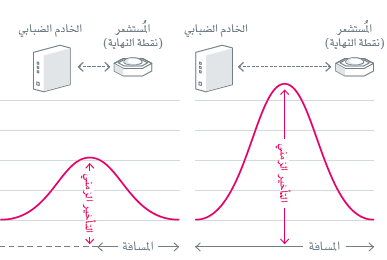 المُستشعر
(نقطة النهاية)
الخادم الضبابي
التأخير الزمني
المسافة
المُستشعر
(نقطة النهاية)
الخادم الضبابي
التأخير الزمني
المسافة